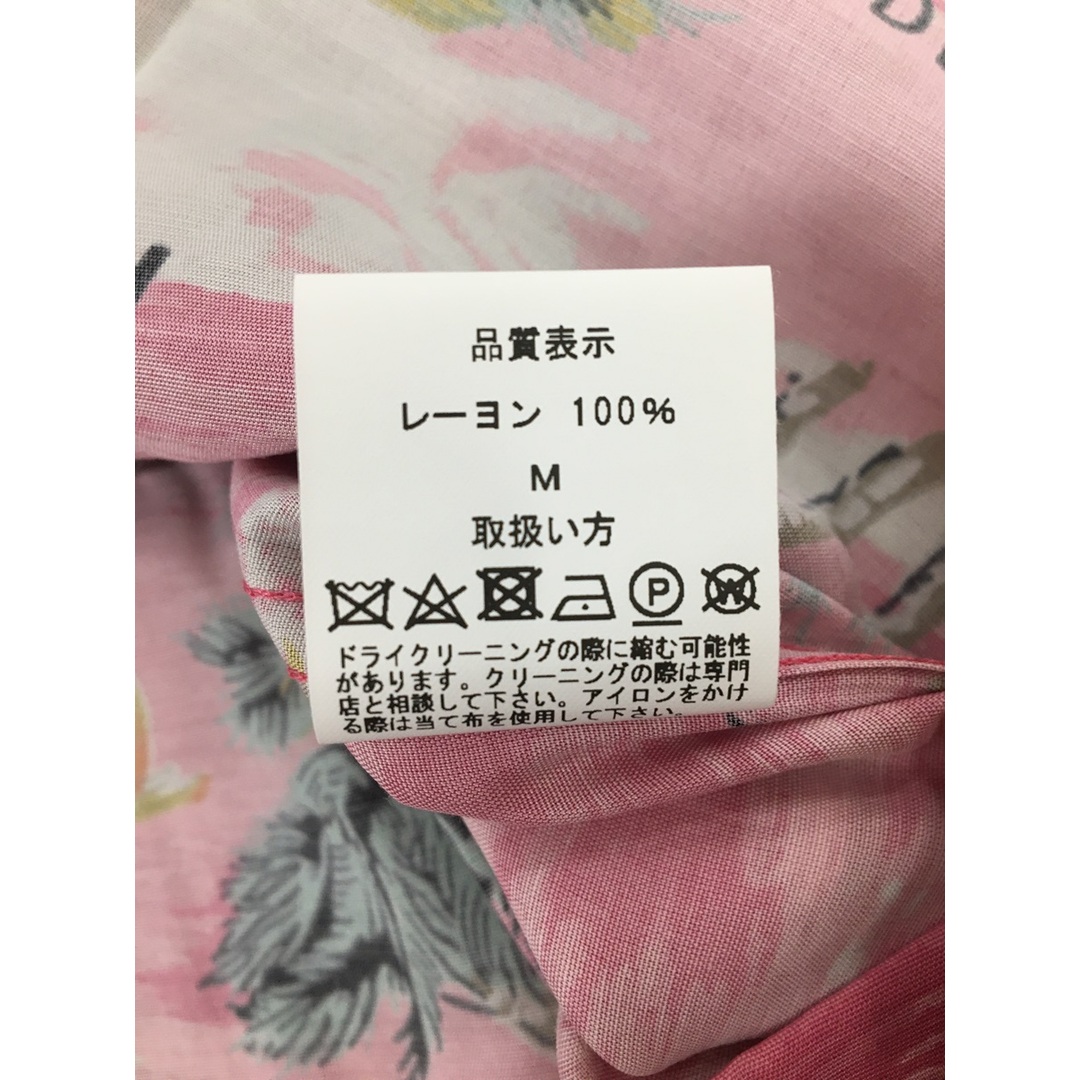 品質表示
レーヨン 100%
M
取扱い方
P W
ドライクリーニングの際に縮む可能性
があります。クリーニングの際は専門
店と相談して下さい。アイロンをかけ
る際は当て布を使用して下さい。